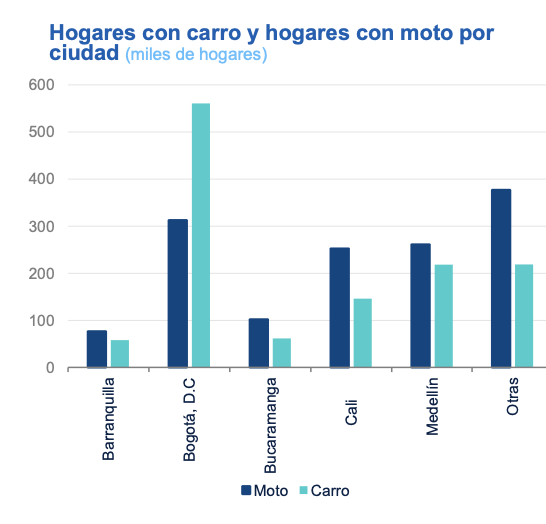 Hogares con carro y hogares con moto por
ciudad (miles de hogares)
600
500
400
300
200
100
0
Barranquilla
Bogotá, D.C
Bucaramanga
Cali
Medellín
Otras
Moto Carro